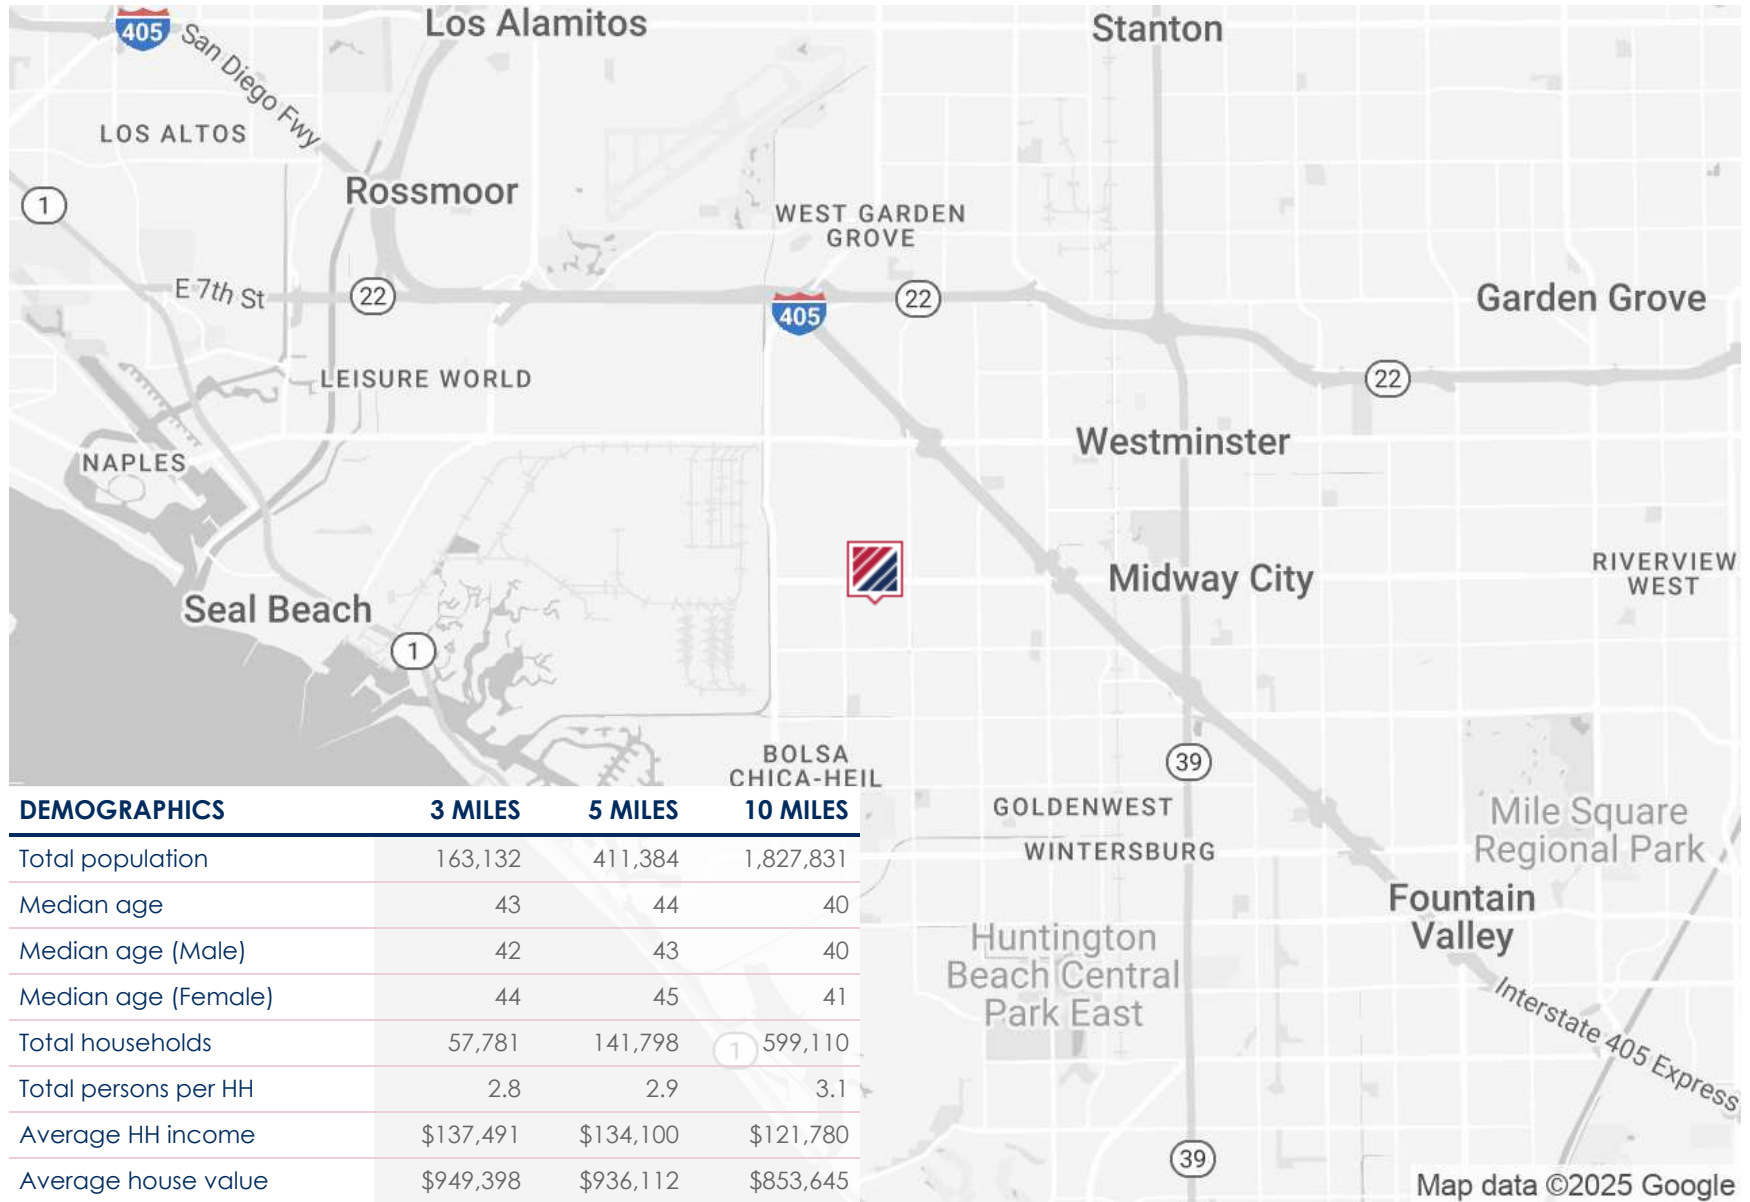 405
San Diego Fwy
Los Alamitos
Stanton
LOS ALTOS
Rossmoor
1
WEST GARDEN
GROVE
E 7th St
22
405
22
Garden Grove
22
LEISURE WORLD
Westminster
NAPLES
Midway City
RIVERVIEW
WEST
Seal Beach
1
BOLSA
CHICA-HEIL
39
GOLDENWEST
WINTERSBURG
Mile Square
Regional Park
Fountain
Valley
Huntington
Beach Central
Park East
Interstate 405 Express
39
DEMOGRAPHICS 3 MILES 5 MILES 10 MILES
Total population 163,132 411,384 1,827,831
Median age 43 44 40
Median age (Male) 42 43 40
Median age (Female) 44 45 41
Total households 57,781 141,798 599,110
1
Total persons per HH 2.8 2.9 3.1
Average HH income $137,491 $134,100 $121,780
Average house value $949,398 $936,112 $853,645
Map data ©2025 Google